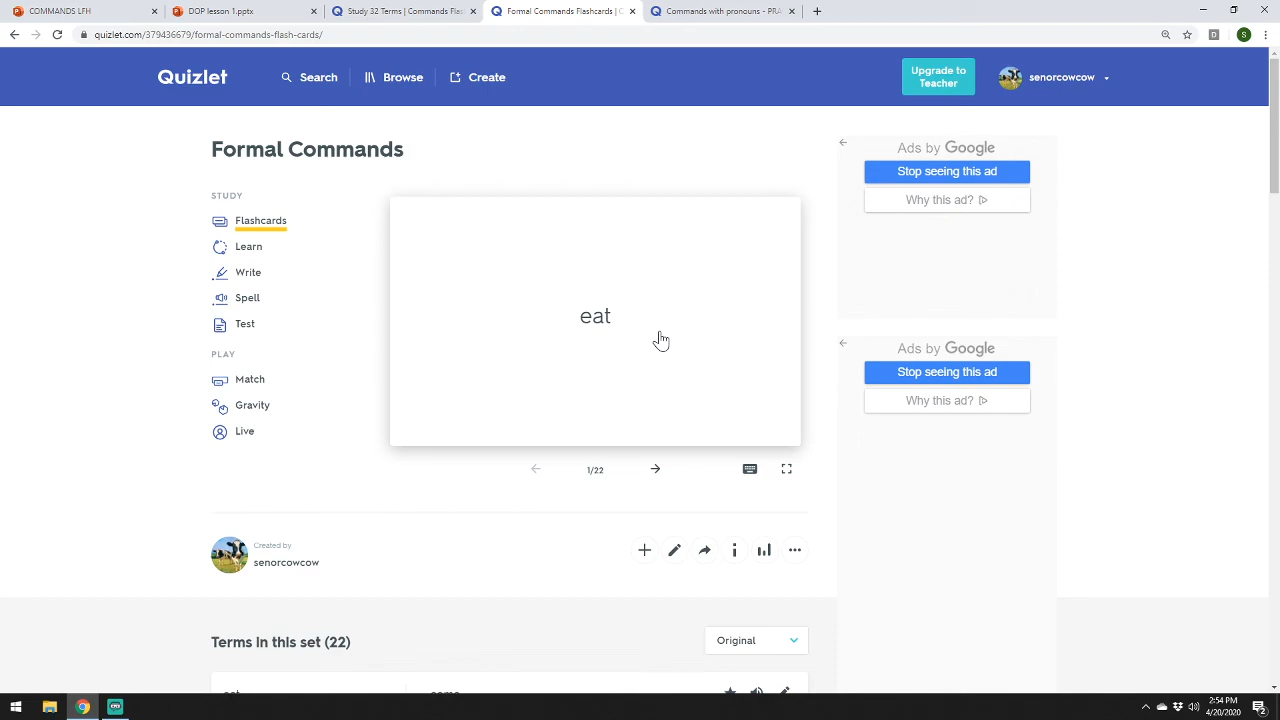 COMMANDS LFH
DOP Lesson 1.pptx
Study 32 Terms | Commands Flas
Formal Commands Flashcards | C
Commands with pronouns - PRA
quizlet.com/379436679/formal-commands-flash-cards/
Quizlet
Search
Browse
Create
Upgrade to
Teacher
senorcowcow
Formal Commands
STUDY
Flashcards
Learn
Write
Spell
Test
PLAY
Match
Gravity
Live
eat
1/22
Ads by Google
Stop seeing this ad
Why this ad?
Ads by Google
Stop seeing this ad
Why this ad?
Created by
senorcowcow
Terms in this set (22)
Original
2:54 PM
4/20/2020